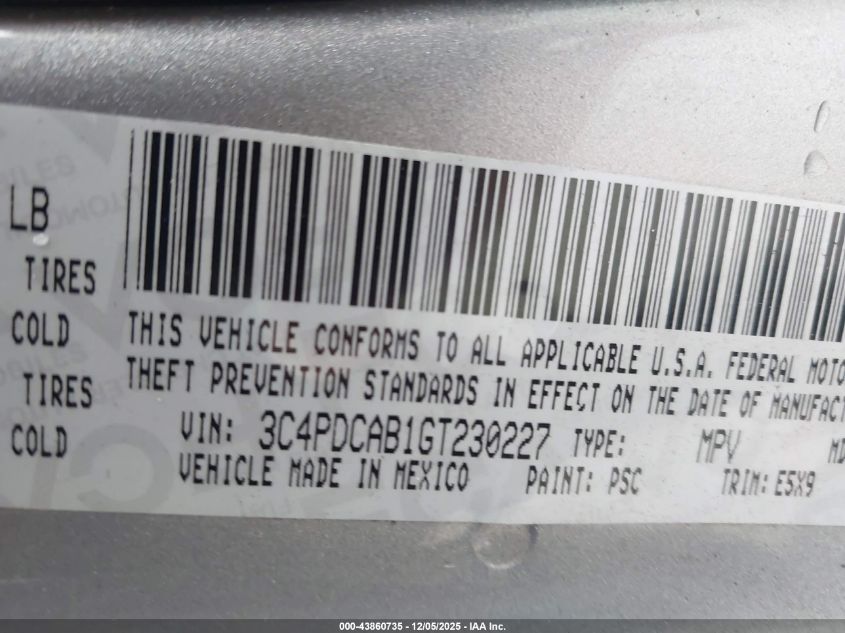 LB
TIRES
COLD
TIRES
COLD
THIS VEHICLE CONFORMS TO ALL APPLICABLE U.S.A. FEDERAL MOTO
THEFT PREVENTION STANDARDS IN EFFECT ON THE DATE OF MANUFACT
VIN: 3C4PDCAB1GT230227 TYPE: MPV MD
VEHICLE MADE IN MEXICO PAINT: PSC TRIM: E5X9
000-43860735 - 12/05/2025 - IAA Inc.